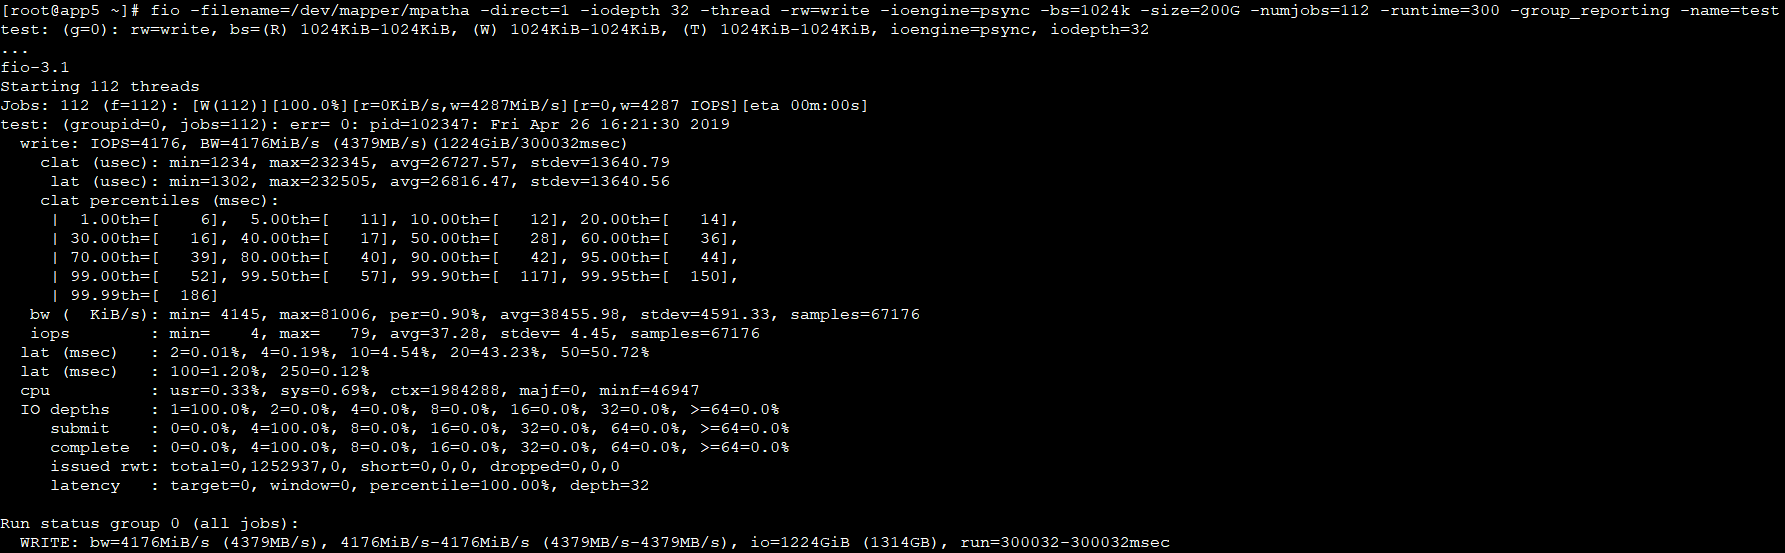 [root@app5 ~]# fio -filename=/dev/mapper/mpatha -direct=1 -iodepth 32 -thread -rw=write -ioengine=psync -bs=1024k -size=200G -numjobs=112 -runtime=300 -group_reporting -name=test
test: (g=0): rw=write, bs=(R) 1024KiB-1024KiB, (W) 1024KiB-1024KiB, (T) 1024KiB-1024KiB, ioengine=psync, iodepth=32
...
fio-3.1
Starting 112 threads
Jobs: 112 (f=112): [W(112)][100.0%][r=0KiB/s,w=4287MiB/s][r=0,w=4287 IOPS][eta 00m:00s]
test: (groupid=0, jobs=112): err= 0: pid=102347: Fri Apr 26 16:21:30 2019
  write: IOPS=4176, BW=4176MiB/s (4379MB/s)(1224GiB/300032msec)
    clat (usec): min=1234, max=232345, avg=26727.57, stdev=13640.79
     lat (usec): min=1302, max=232505, avg=26816.47, stdev=13640.56
    clat percentiles (msec):
     |  1.00th=[    6],  5.00th=[   11], 10.00th=[   12], 20.00th=[   14],
     | 30.00th=[   16], 40.00th=[   17], 50.00th=[   28], 60.00th=[   36],
     | 70.00th=[   39], 80.00th=[   40], 90.00th=[   42], 95.00th=[   44],
     | 99.00th=[   52], 99.50th=[   57], 99.90th=[  117], 99.95th=[  150],
     | 99.99th=[  186]
   bw (  KiB/s): min= 4145, max=81006, per=0.90%, avg=38455.98, stdev=4591.33, samples=67176
   iops        : min=    4, max=   79, avg=37.28, stdev= 4.45, samples=67176
  lat (msec)   : 2=0.01%, 4=0.19%, 10=4.54%, 20=43.23%, 50=50.72%
  lat (msec)   : 100=1.20%, 250=0.12%
  cpu          : usr=0.33%, sys=0.69%, ctx=1984288, majf=0, minf=46947
  IO depths    : 1=100.0%, 2=0.0%, 4=0.0%, 8=0.0%, 16=0.0%, 32=0.0%, >=64=0.0%
     submit    : 0=0.0%, 4=100.0%, 8=0.0%, 16=0.0%, 32=0.0%, 64=0.0%, >=64=0.0%
     complete  : 0=0.0%, 4=100.0%, 8=0.0%, 16=0.0%, 32=0.0%, 64=0.0%, >=64=0.0%
     issued rwt: total=0,1252937,0, short=0,0,0, dropped=0,0,0
     latency   : target=0, window=0, percentile=100.00%, depth=32

Run status group 0 (all jobs):
  WRITE: bw=4176MiB/s (4379MB/s), 4176MiB/s-4176MiB/s (4379MB/s-4379MB/s), io=1224GiB (1314GB), run=300032-300032msec